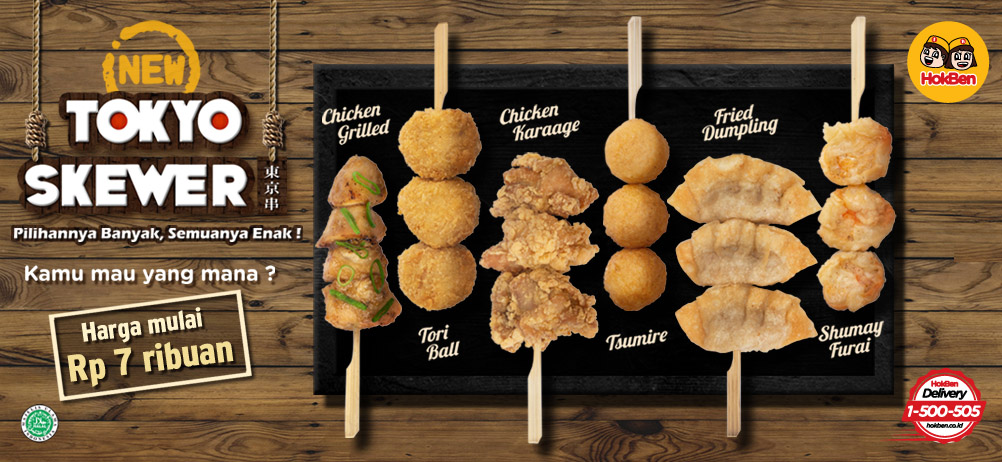 NEW
TOKYO
SKEWER
東京串
Pilihannya Banyak, Semuanya Enak !
Kamu mau yang mana ?
Harga mulai
Rp 7 ribuan
Chicken
Grilled
Tori
Ball
Chicken
Karaage
Tsumire
Fried
Dumpling
Shumay
Furai
HokBen
HokBen
Delivery
1-500-505
hokben.co.id